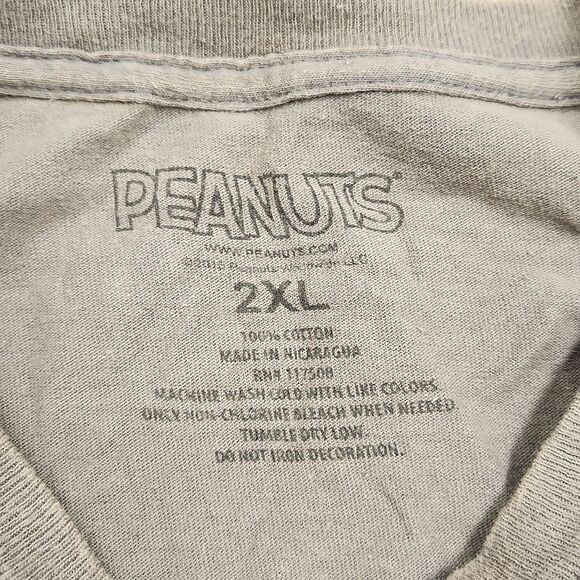 PEANUTS®
WWW.PEANUTS.COM
Peanuts Worldwide LLC
2XL
100% COTTON
MADE IN NICARAGUA
RN# 117508
MACHINE WASH COLD WITH LIKE COLORS.
ONLY NON-CHLORINE BLEACH WHEN NEEDED.
TUMBLE DRY LOW.
DO NOT IRON DECORATION.